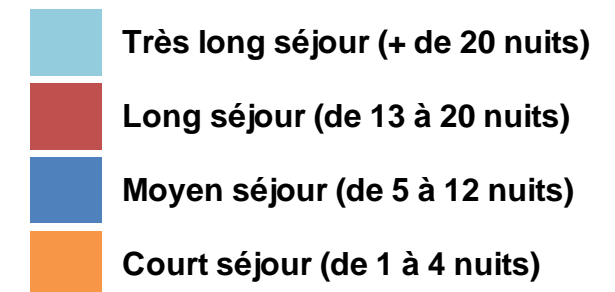 Très long séjour (+ de 20 nuits)
Long séjour (de 13 à 20 nuits)
Moyen séjour (de 5 à 12 nuits)
Court séjour (de 1 à 4 nuits)